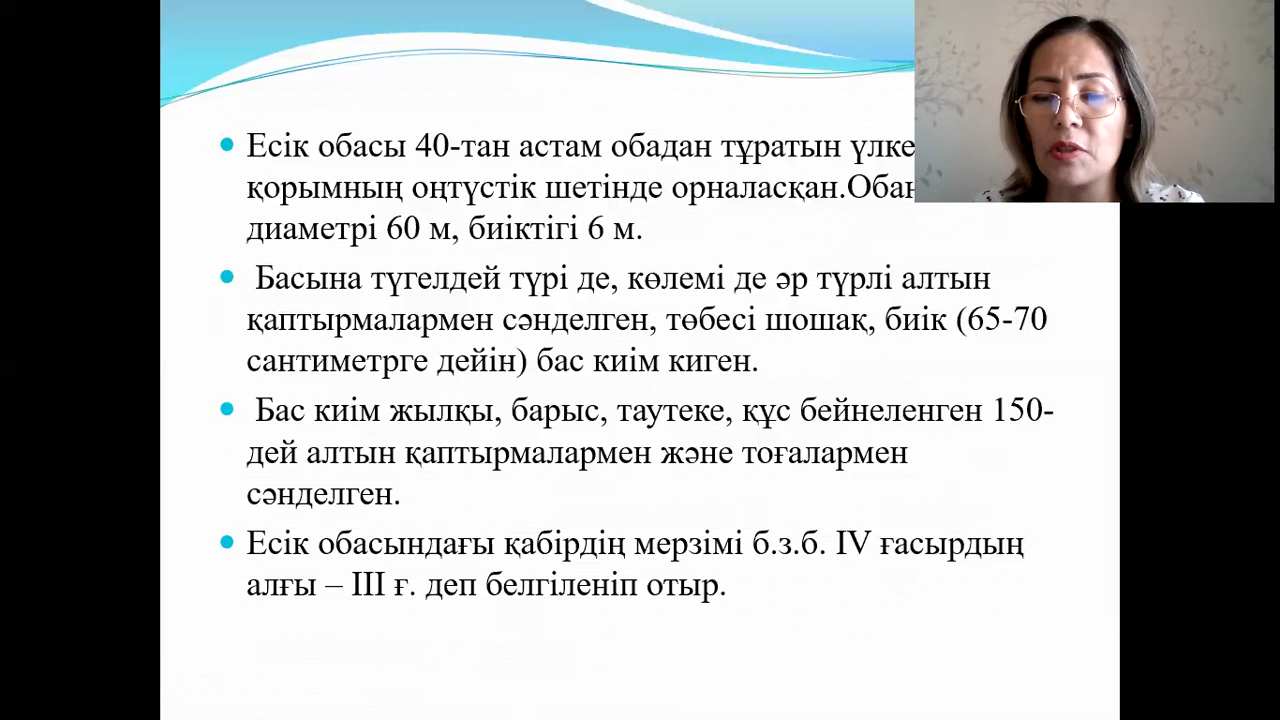 Есік обасы 40-тан астам обадан тұратын
қорымның оңтүстік шетінде орналасқан.
диаметрі 60 м, биіктігі 6 м.
Басына түгелдей түрі де, көлемі де әр түрлі алтын
қаптырмалармен сәнделген, төбесі шошақ, биік (65-70
сантиметрге дейін) бас киім киген.
Бас киім жылқы, барыс, таутеке, құс бейнеленген 150-
дей алтын қаптырмалармен және тоғалармен
сәнделген.
Есік обасындағы қабірдің мерзімі б.з.б. IV ғасырдың
алғы – III ғ. деп белгіленіп отыр.